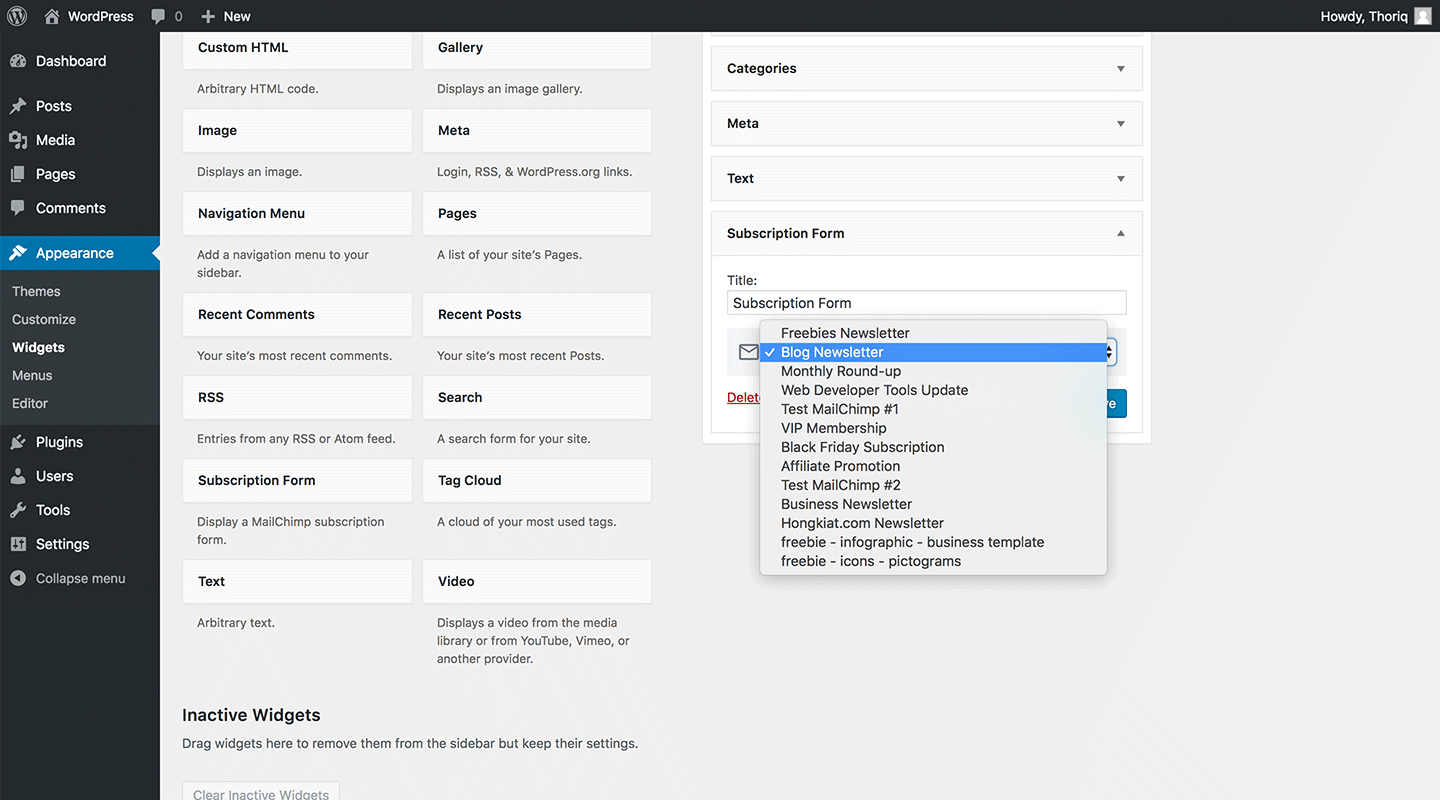 WordPress 0 New Howdy, Thoriq
Dashboard
Posts
Media
Pages
Comments
Appearance
Themes
Customize
Widgets
Menus
Editor
Plugins
Users
Tools
Settings
Collapse menu
Custom HTML
Arbitrary HTML code.
Gallery
Displays an image gallery.
Image
Displays an image.
Meta
Login, RSS, & WordPress.org links.
Navigation Menu
Add a navigation menu to your
sidebar.
Pages
A list of your site's Pages.
Recent Comments
Your site's most recent comments.
Recent Posts
Your site's most recent Posts.
RSS
Entries from any RSS or Atom feed.
Search
A search form for your site.
Subscription Form
Display a MailChimp subscription
form.
Tag Cloud
A cloud of your most used tags.
Text
Arbitrary text.
Video
Displays a video from the media
library or from YouTube, Vimeo, or
another provider.
Inactive Widgets
Drag widgets here to remove them from the sidebar but keep their settings.
Clear Inactive Widgets
Categories
Meta
Text
Subscription Form
Title:
Subscription Form
Freebies Newsletter
✓ Blog Newsletter
Monthly Round-up
Web Developer Tools Update
Test MailChimp #1
VIP Membership
Black Friday Subscription
Affiliate Promotion
Test MailChimp #2
Business Newsletter
Hongkiat.com Newsletter
freebie - infographic - business template
freebie - icons - pictograms
Delete